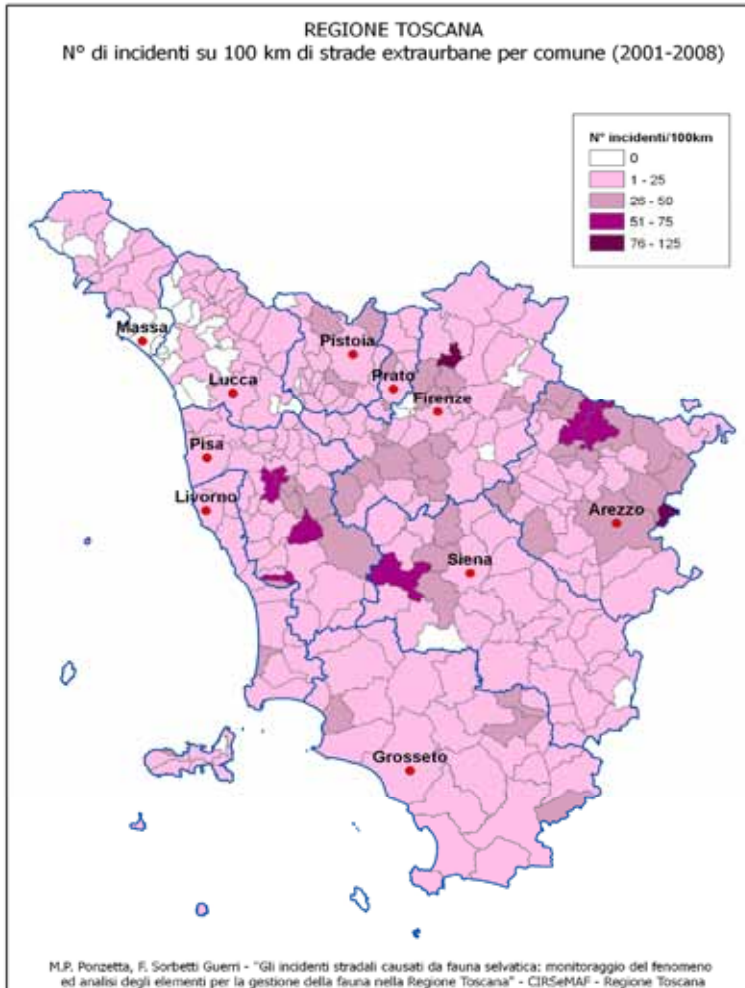 REGIONE TOSCANA
N° di incidenti su 100 km di strade extraurbane per comune (2001-2008)
N° incidenti/100km
0
1 - 25
26 - 50
51 - 75
76 - 125
Massa
Pistoia
Lucca
Prato
Firenze
Pisa
Livorno
Arezzo
Siena
Grosseto
M.P. Ponzetta, F. Sorbetti Guerri - "Gli incidenti stradali causati da fauna selvatica: monitoraggio del fenomeno
ed analisi degli elementi per la gestione della fauna nella Regione Toscana" - CIRSeMAF - Regione Toscana